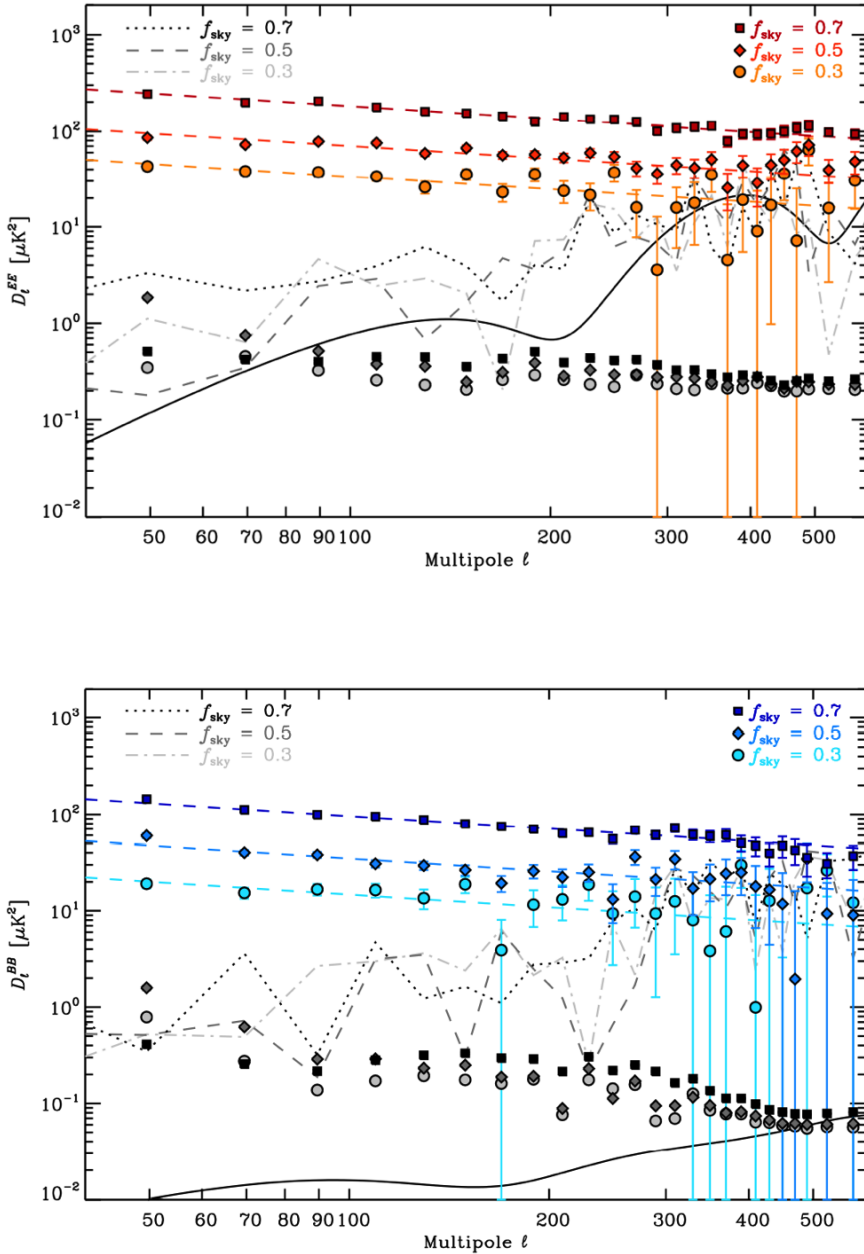 10³
f_sky = 0.7
f_sky = 0.5
f_sky = 0.3
f_sky = 0.7
f_sky = 0.5
f_sky = 0.3
10²
10¹
10⁰
10⁻¹
10⁻²
D_ℓ^EE [μK²]
50 60 70 80 90 100 200 300 400 500
Multipole ℓ
10³
f_sky = 0.7
f_sky = 0.5
f_sky = 0.3
f_sky = 0.7
f_sky = 0.5
f_sky = 0.3
10²
10¹
10⁰
10⁻¹
10⁻²
D_ℓ^BB [μK²]
50 60 70 80 90 100 200 300 400 500
Multipole ℓ